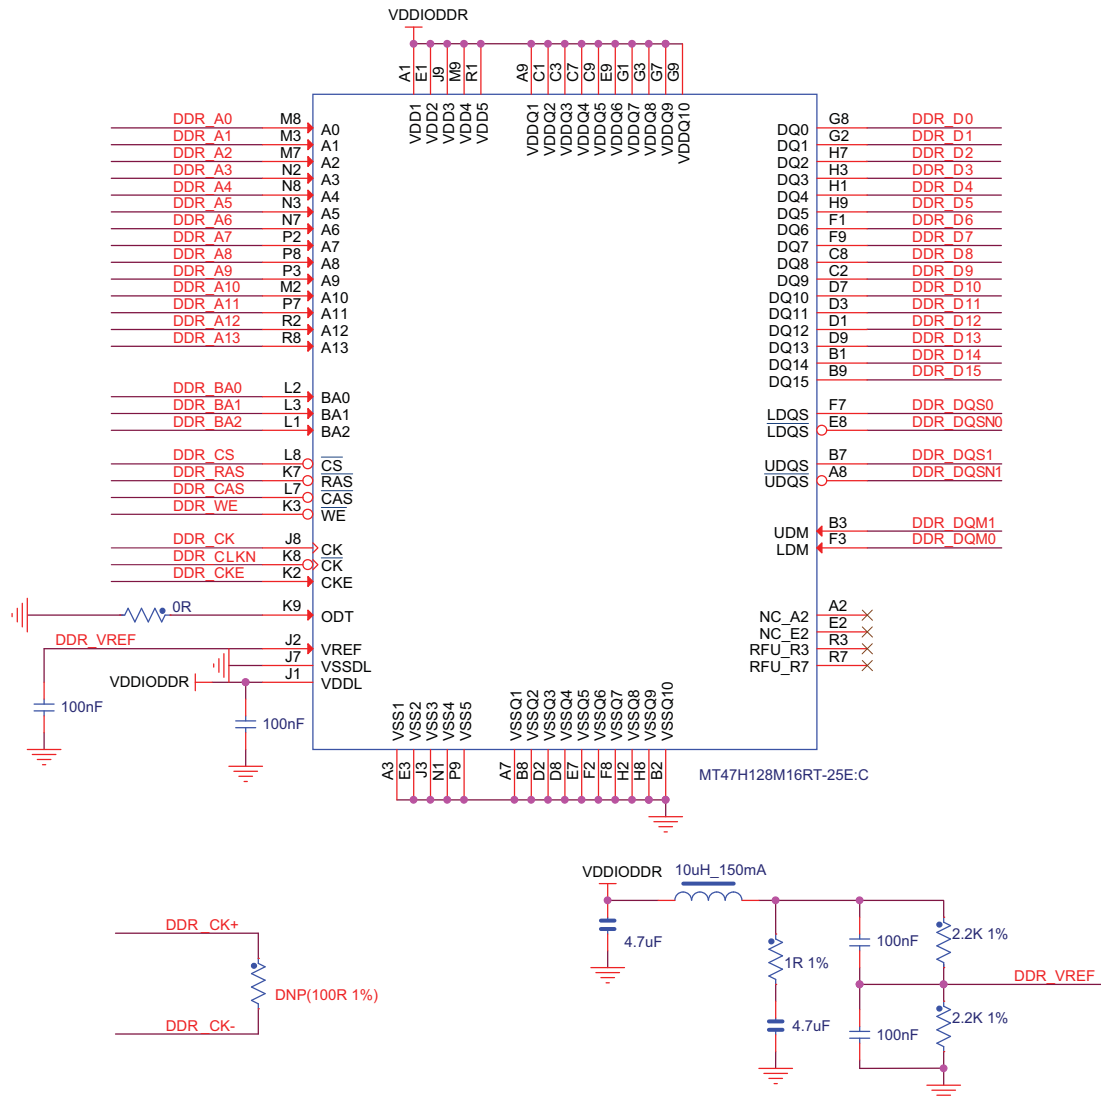 VDDIODDR
A1 E1 J9 M9 R1 A9 C1 C3 C7 C9 E9 G1 G3 G7 G9
VDD1 VDD2 VDD3 VDD4 VDD5 VDDQ1 VDDQ2 VDDQ3 VDDQ4 VDDQ5 VDDQ6 VDDQ7 VDDQ8 VDDQ9 VDDQ10
DDR_A0 M8 A0
DDR_A1 M3 A1
DDR_A2 M7 A2
DDR_A3 N2 A3
DDR_A4 N8 A4
DDR_A5 N3 A5
DDR_A6 N7 A6
DDR_A7 P2 A7
DDR_A8 P8 A8
DDR_A9 P3 A9
DDR_A10 M2 A10
DDR_A11 P7 A11
DDR_A12 R2 A12
DDR_A13 R8 A13
DDR_BA0 L2 BA0
DDR_BA1 L3 BA1
DDR_BA2 L1 BA2
DDR_CS L8 CS
DDR_RAS K7 RAS
DDR_CAS L7 CAS
DDR_WE K3 WE
DDR_CK J8 CK
DDR_CLKN K8 CK
DDR_CKE K2 CKE
0R K9 ODT
DDR_VREF J2 VREF
J7 VSSDL
VDDIODDR J1 VDDL
100nF
100nF
DQ0 G8 DDR_D0
DQ1 G2 DDR_D1
DQ2 H7 DDR_D2
DQ3 H3 DDR_D3
DQ4 H1 DDR_D4
DQ5 H9 DDR_D5
DQ6 F1 DDR_D6
DQ7 F9 DDR_D7
DQ8 C8 DDR_D8
DQ9 C2 DDR_D9
DQ10 D7 DDR_D10
DQ11 D3 DDR_D11
DQ12 D1 DDR_D12
DQ13 D9 DDR_D13
DQ14 B1 DDR_D14
DQ15 B9 DDR_D15
LDQS F7 DDR_DQS0
LDQS E8 DDR_DQSN0
UDQS B7 DDR_DQS1
UDQS A8 DDR_DQSN1
UDM B3 DDR_DQM1
LDM F3 DDR_DQM0
NC_A2 A2
NC_E2 E2
RFU_R3 R3
RFU_R7 R7
VSS1 VSS2 VSS3 VSS4 VSS5 VSSQ1 VSSQ2 VSSQ3 VSSQ4 VSSQ5 VSSQ6 VSSQ7 VSSQ8 VSSQ9 VSSQ10
A3 E3 J3 N1 P9 A7 B8 D2 D8 E7 F2 F8 H2 H8 B2
MT47H128M16RT-25E:C
DDR_CK+
DNP(100R 1%)
DDR_CK-
VDDIODDR
10uH_150mA
4.7uF
1R 1%
4.7uF
100nF
2.2K 1%
DDR_VREF
100nF
2.2K 1%